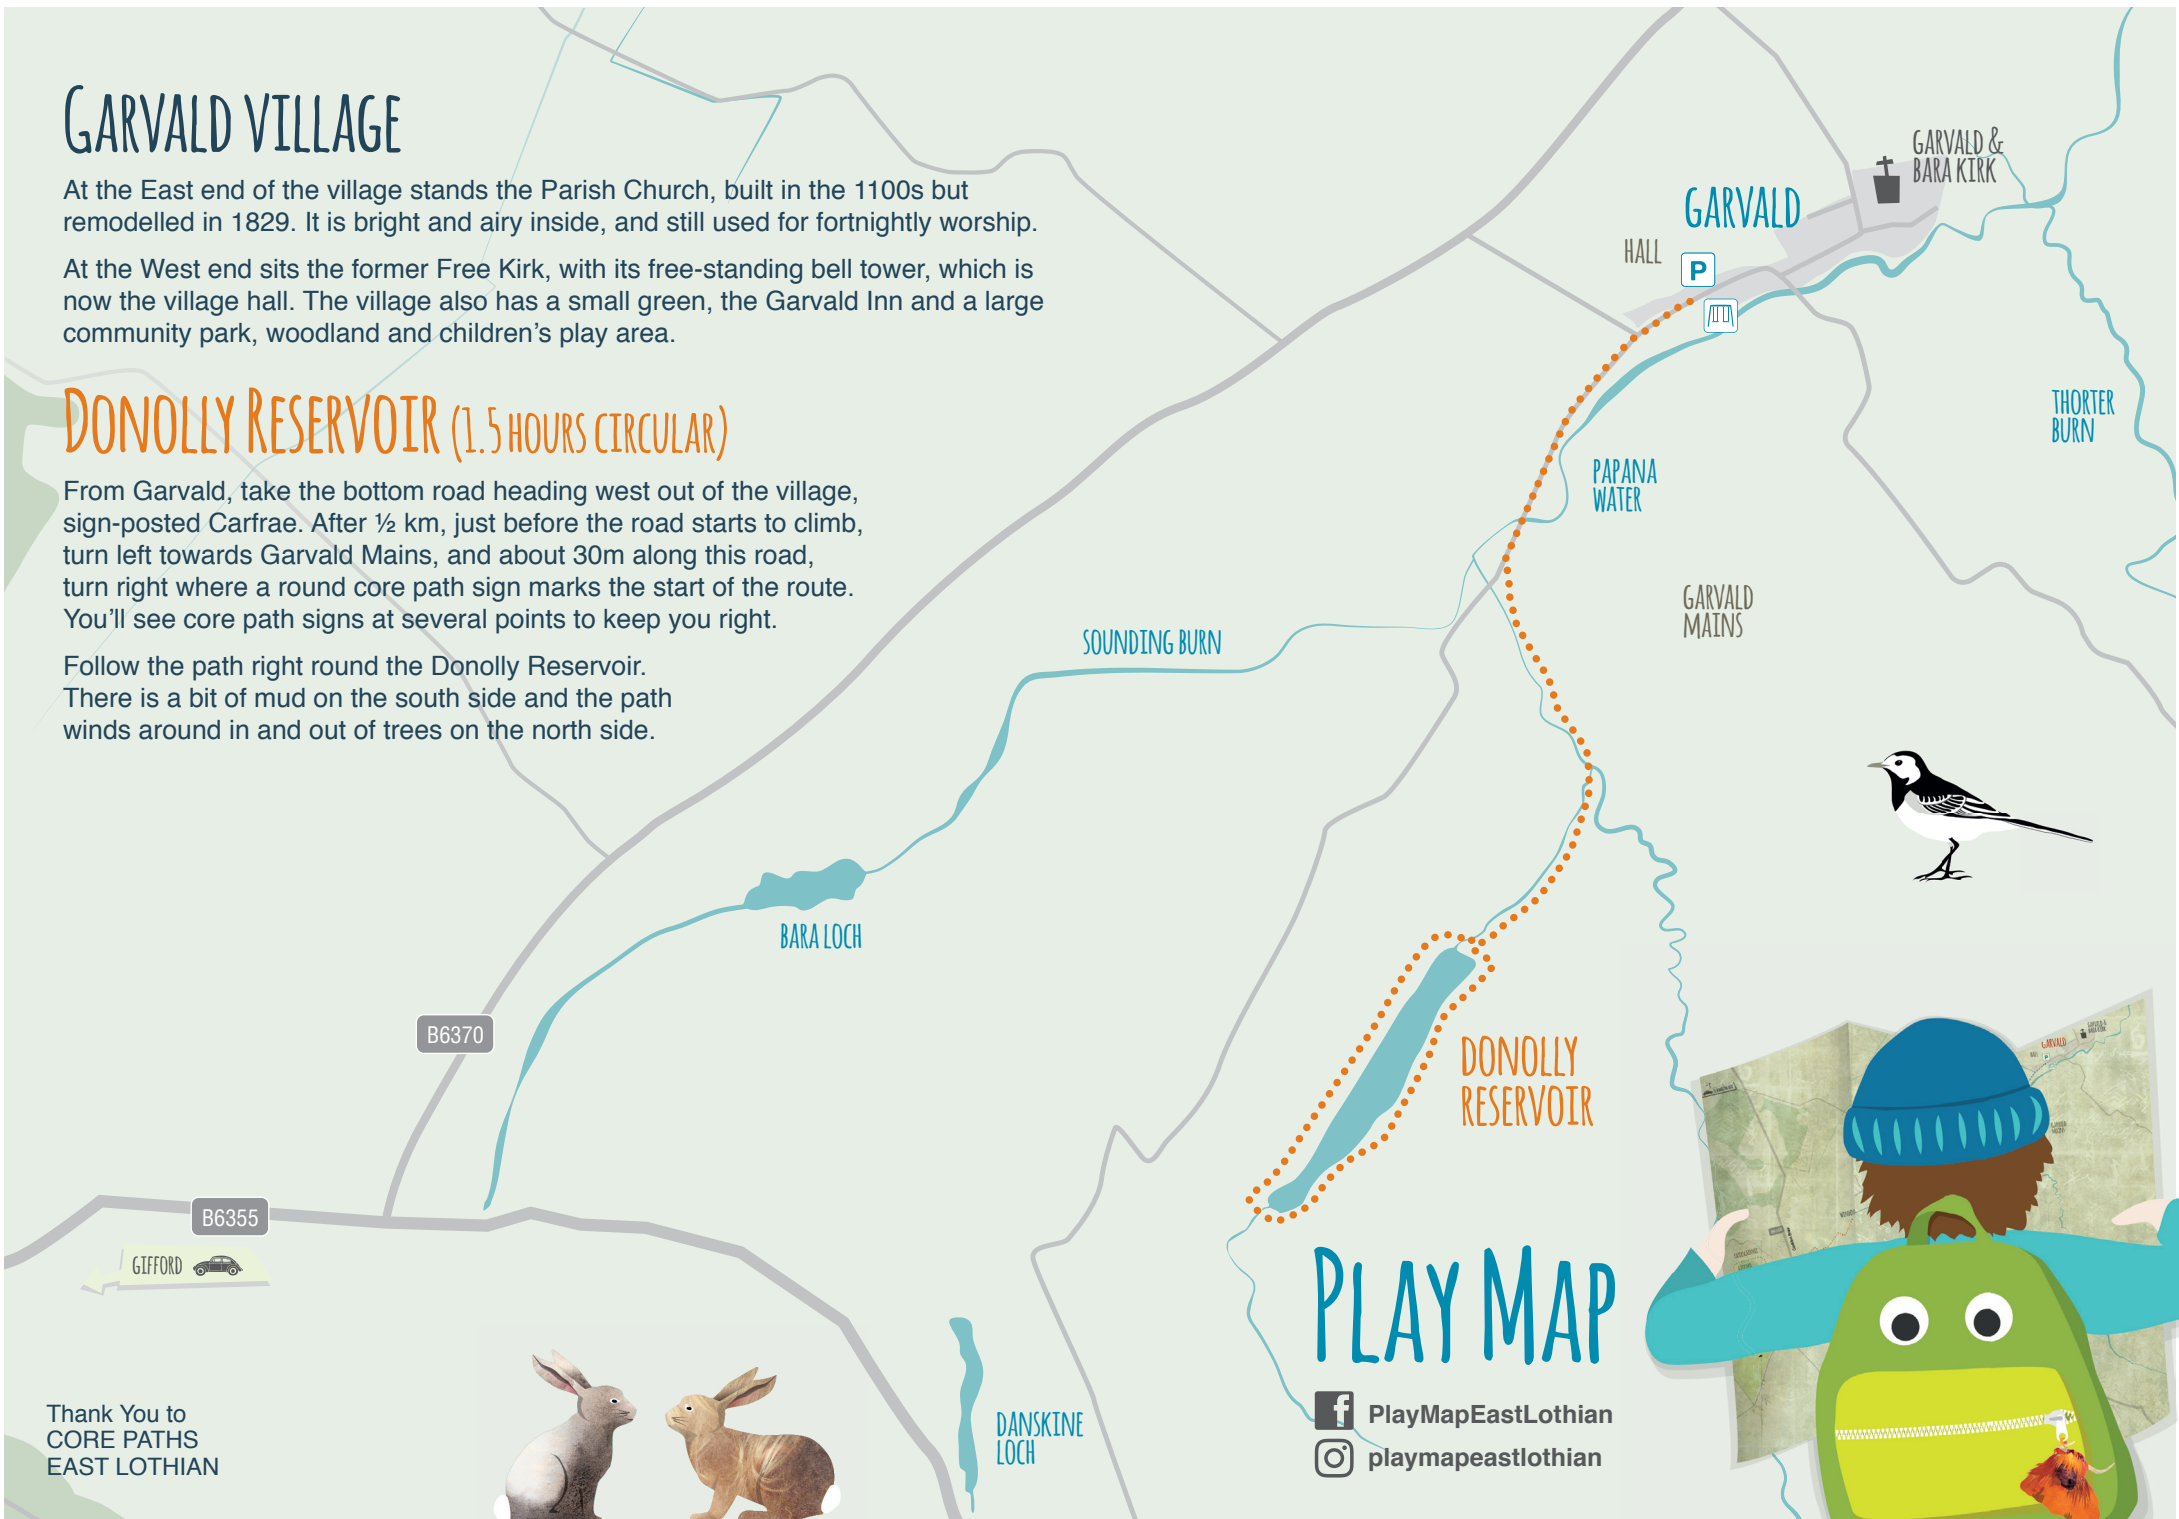 GARVALD VILLAGE
At the East end of the village stands the Parish Church, built in the 1100s but
remodelled in 1829. It is bright and airy inside, and still used for fortnightly worship.
At the West end sits the former Free Kirk, with its free-standing bell tower, which is
now the village hall. The village also has a small green, the Garvald Inn and a large
community park, woodland and children's play area.
DONOLLY RESERVOIR (1.5 HOURS CIRCULAR)
From Garvald, take the bottom road heading west out of the village,
sign-posted Carfrae. After ½ km, just before the road starts to climb,
turn left towards Garvald Mains, and about 30m along this road,
turn right where a round core path sign marks the start of the route.
You'll see core path signs at several points to keep you right.
Follow the path right round the Donolly Reservoir.
There is a bit of mud on the south side and the path
winds around in and out of trees on the north side.
GARVALD &
BARA KIRK
GARVALD
HALL
P
THORTER
BURN
PAPANA
WATER
GARVALD
MAINS
SOUNDING BURN
BARA LOCH
B6370
DONOLLY
RESERVOIR
B6355
GIFFORD
DANSKINE
LOCH
PLAY MAP
PlayMapEastLothian
playmapeastlothian
Thank You to
CORE PATHS
EAST LOTHIAN
GARVALD